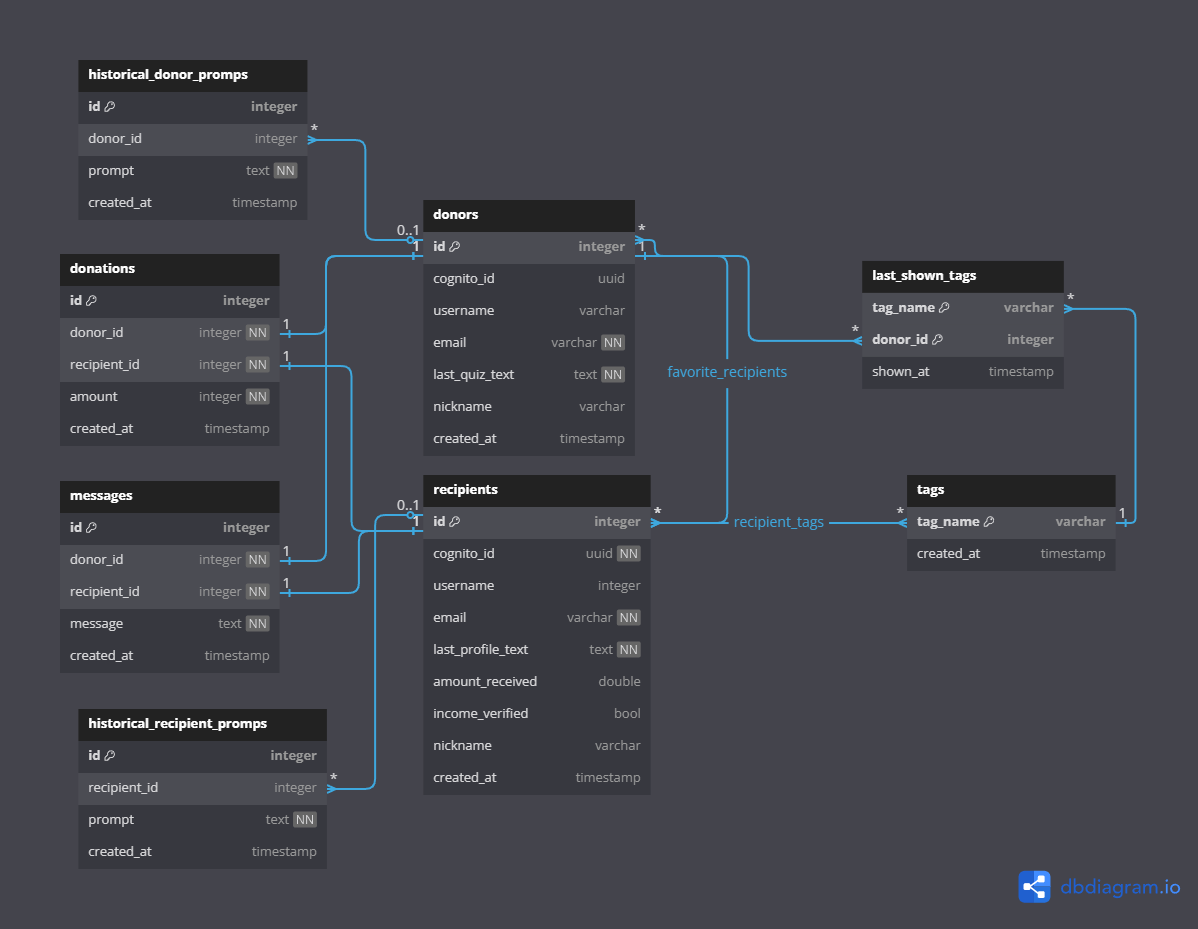 historical_donor_promps
id integer
donor_id integer
prompt text NN
created_at timestamp
*
donations
id integer
donor_id integer NN
recipient_id integer NN
amount integer NN
created_at timestamp
1
1
messages
id integer
donor_id integer NN
recipient_id integer NN
message text NN
created_at timestamp
1
1
historical_recipient_promps
id integer
recipient_id integer
prompt text NN
created_at timestamp
*
donors
0..1
1
id integer
cognito_id uuid
username varchar
email varchar NN
last_quiz_text text NN
nickname varchar
created_at timestamp
*
1
recipients
0..1
1
id integer
cognito_id uuid NN
username integer
email varchar NN
last_profile_text text NN
amount_received double
income_verified bool
nickname varchar
created_at timestamp
*
favorite_recipients
recipient_tags
last_shown_tags
tag_name varchar
donor_id integer
shown_at timestamp
*
*
tags
tag_name varchar
created_at timestamp
*
1
dbdiagram.io